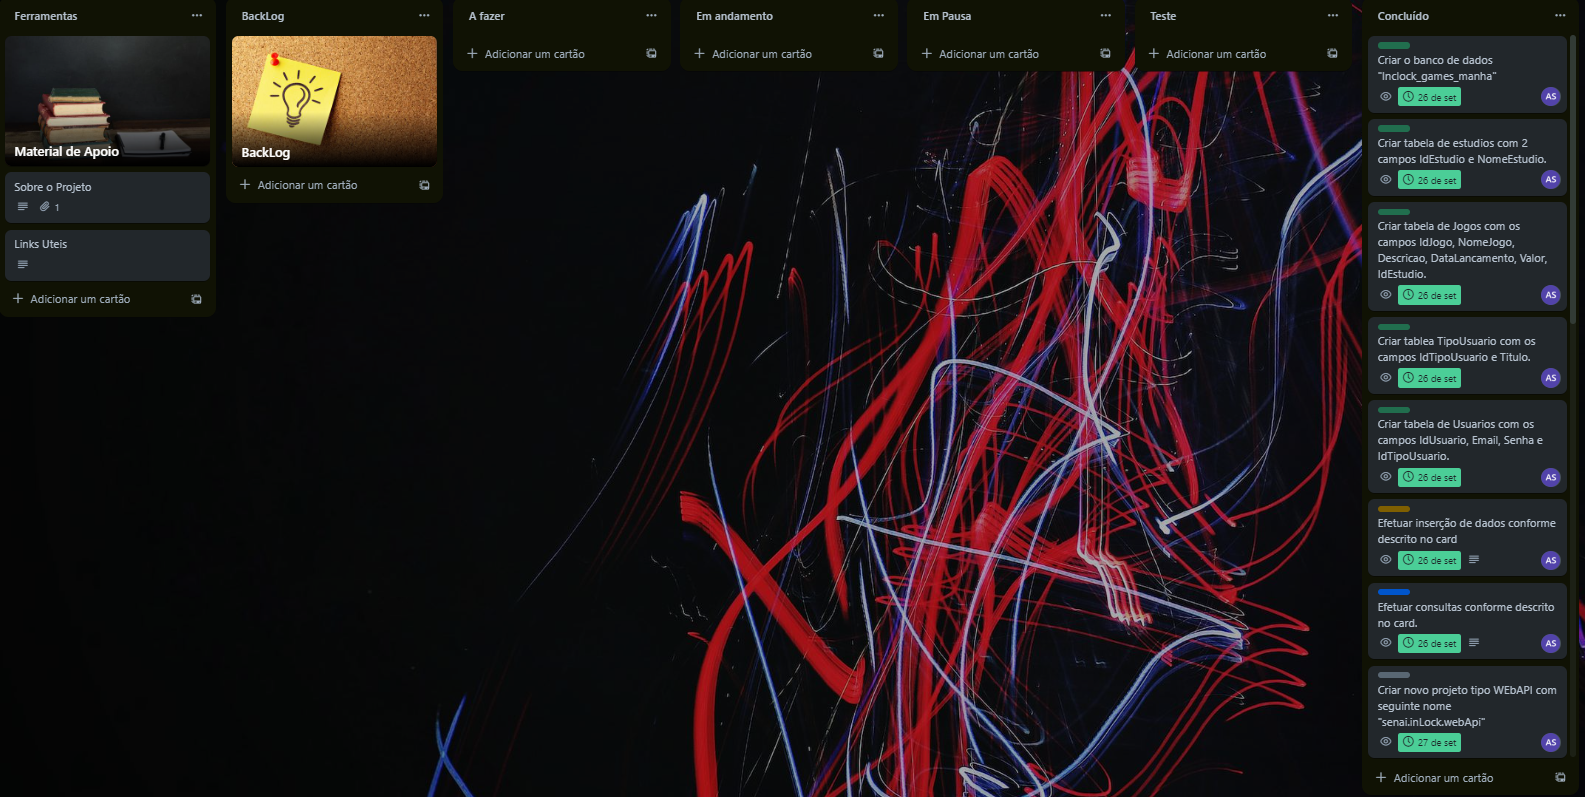 Ferramentas
Material de Apoio
Sobre o Projeto
1
Links Uteis
+ Adicionar um cartão
BackLog
BackLog
+ Adicionar um cartão
A fazer
+ Adicionar um cartão
Em andamento
+ Adicionar um cartão
Em Pausa
+ Adicionar um cartão
Teste
+ Adicionar um cartão
Concluído
Criar o banco de dados
"Inclock_games_manha"
26 de set
AS
Criar tabela de estudios com 2
campos IdEstudio e NomeEstudio.
26 de set
AS
Criar tabela de Jogos com os
campos IdJogo, NomeJogo,
Descricao, DataLancamento, Valor,
IdEstudio.
26 de set
AS
Criar tablea TipoUsuario com os
campos IdTipoUsuario e Titulo.
26 de set
AS
Criar tabela de Usuarios com os
campos IdUsuario, Email, Senha e
IdTipoUsuario.
26 de set
AS
Efetuar inserção de dados conforme
descrito no card
26 de set
AS
Efetuar consultas conforme descrito
no card.
26 de set
AS
Criar novo projeto tipo WEbAPI com
seguinte nome
"senai.inLock.webApi"
27 de set
AS
+ Adicionar um cartão